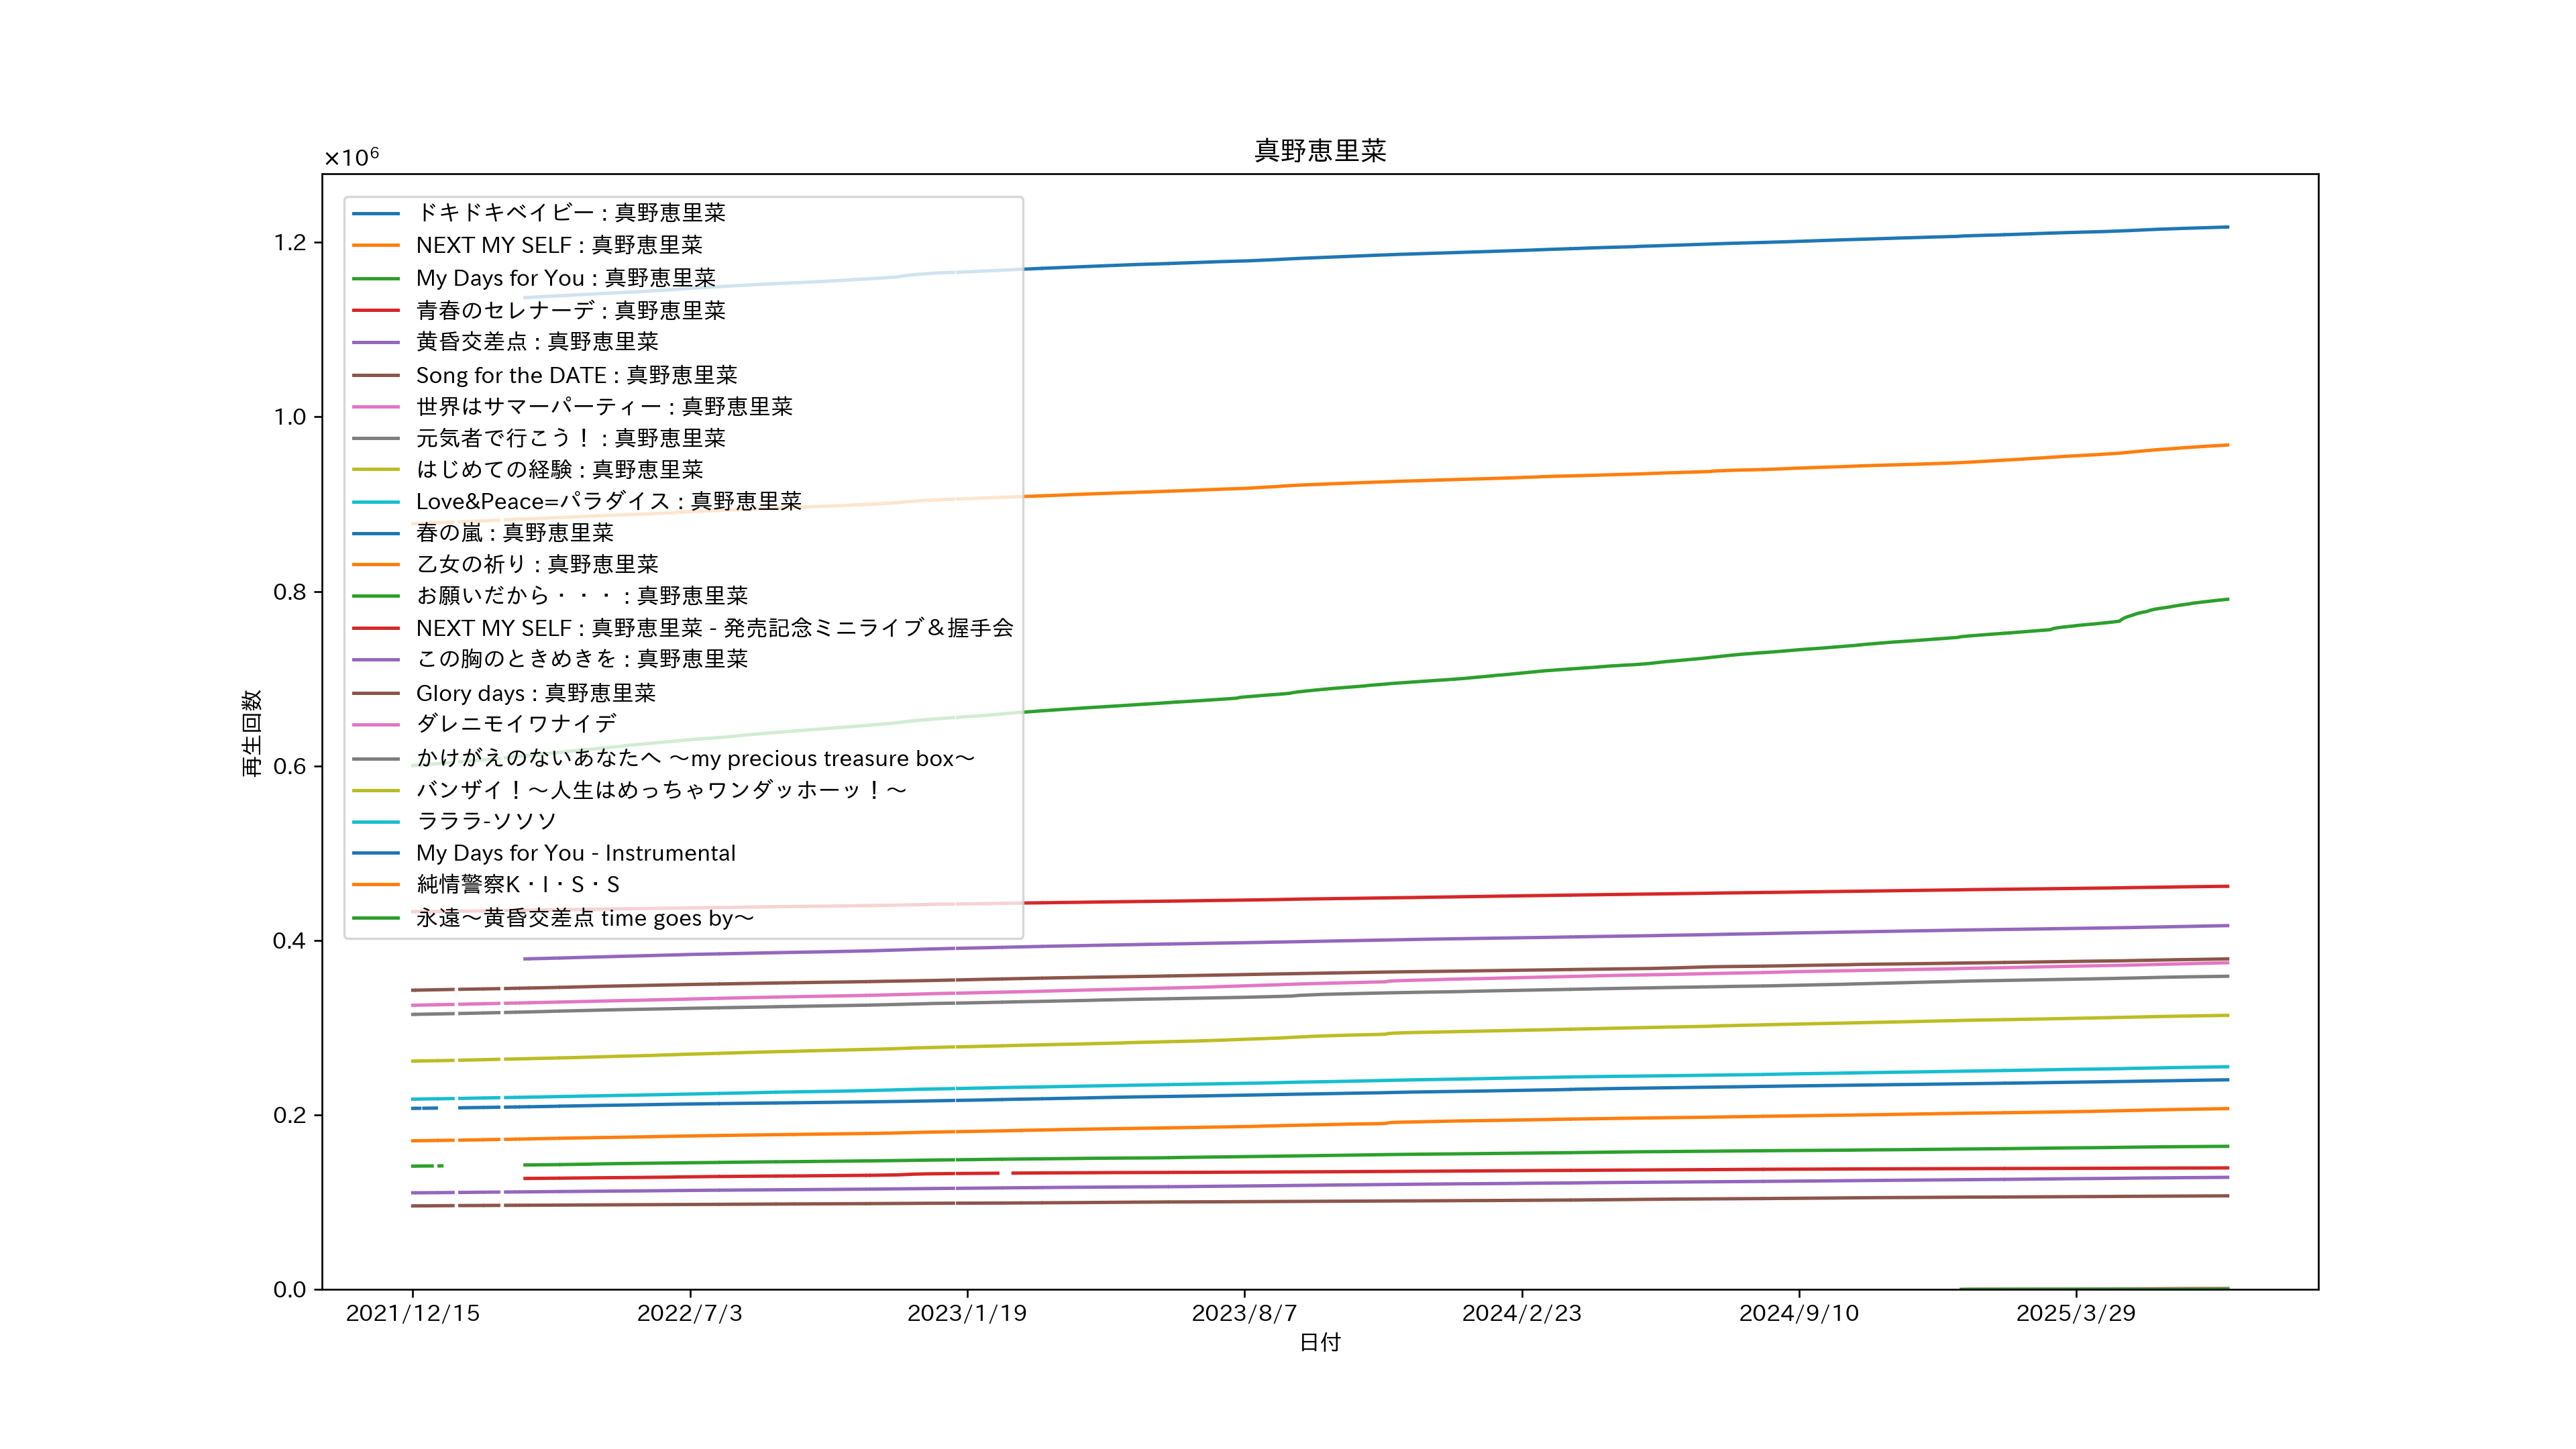 真野恵里菜
×10⁶
ドキドキベイビー : 真野恵里菜
NEXT MY SELF : 真野恵里菜
My Days for You : 真野恵里菜
青春のセレナーデ : 真野恵里菜
黄昏交差点 : 真野恵里菜
Song for the DATE : 真野恵里菜
世界はサマーパーティー : 真野恵里菜
元気者で行こう！ : 真野恵里菜
はじめての経験 : 真野恵里菜
Love&Peace=パラダイス : 真野恵里菜
春の嵐 : 真野恵里菜
乙女の祈り : 真野恵里菜
お願いだから・・・ : 真野恵里菜
NEXT MY SELF : 真野恵里菜 - 発売記念ミニライブ＆握手会
この胸のときめきを : 真野恵里菜
Glory days : 真野恵里菜
ダレニモイワナイデ
かけがえのないあなたへ 〜my precious treasure box〜
バンザイ！〜人生はめっちゃワンダッホーッ！〜
ラララ-ソソソ
My Days for You - Instrumental
純情警察K・I・S・S
永遠〜黄昏交差点 time goes by〜
1.2
1.0
0.8
0.6
0.4
0.2
0.0
再生回数
2021/12/15
2022/7/3
2023/1/19
2023/8/7
2024/2/23
2024/9/10
2025/3/29
日付